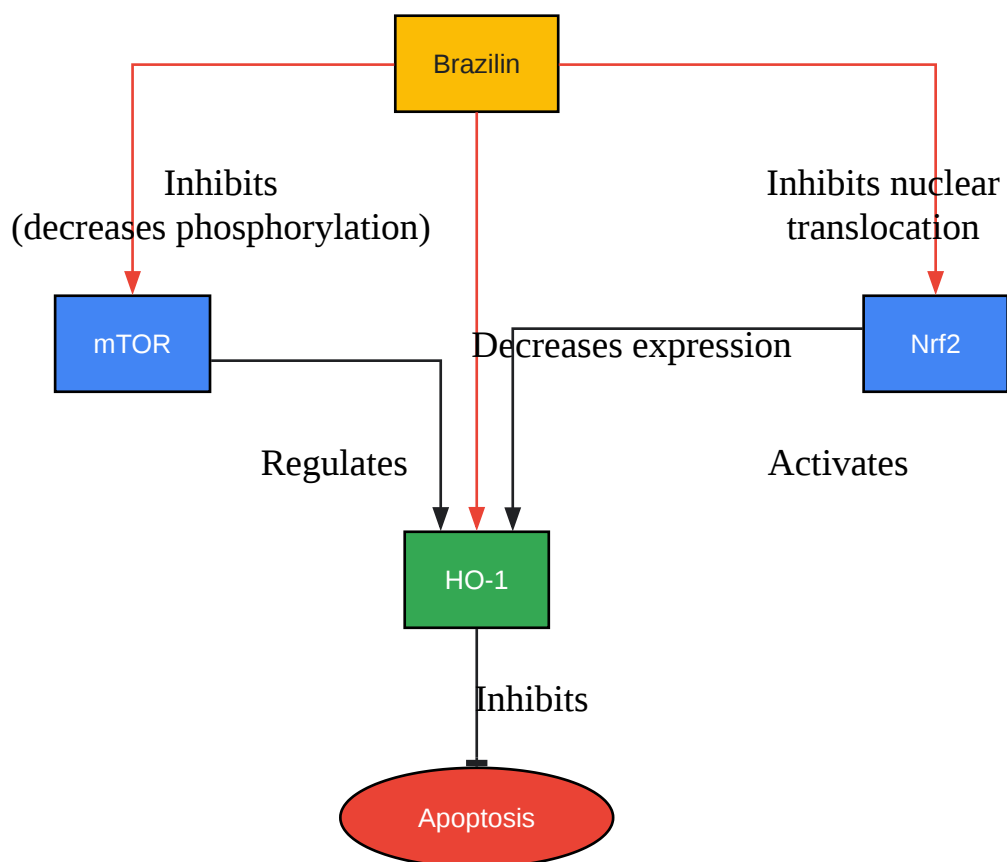 Brazilin
Inhibits
(decreases phosphorylation)
Inhibits nuclear
translocation
mTOR
Decreases expression
Nrf2
Regulates
Activates
HO-1
Inhibits
Apoptosis